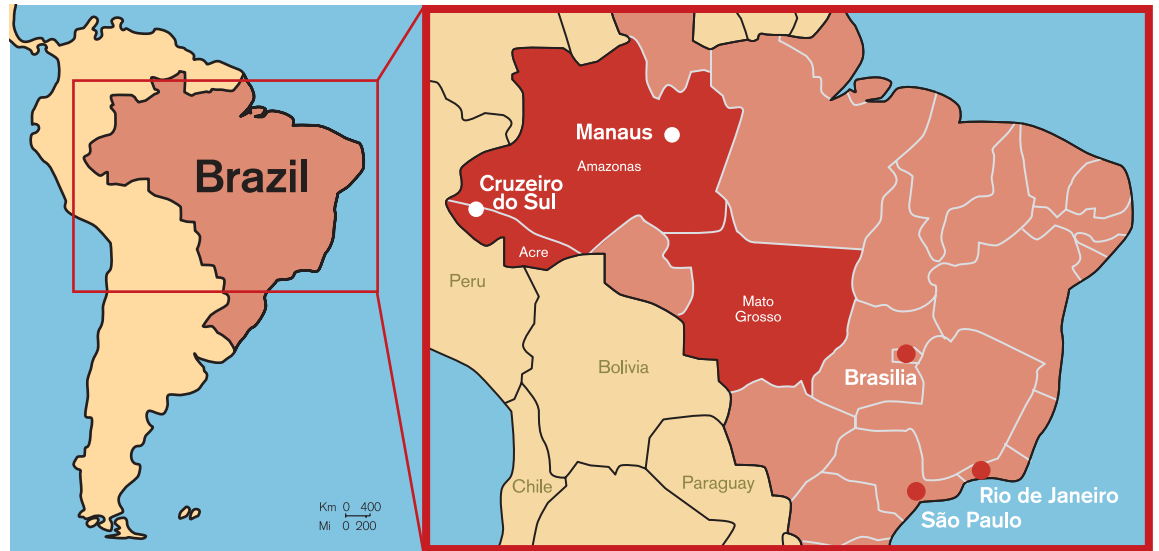 Brazil
Km 0 400
Mi 0 200
Manaus
Amazonas
Cruzeiro
do Sul
Acre
Peru
Mato
Grosso
Bolivia
Brasilia
Chile
Paraguay
Rio de Janeiro
São Paulo